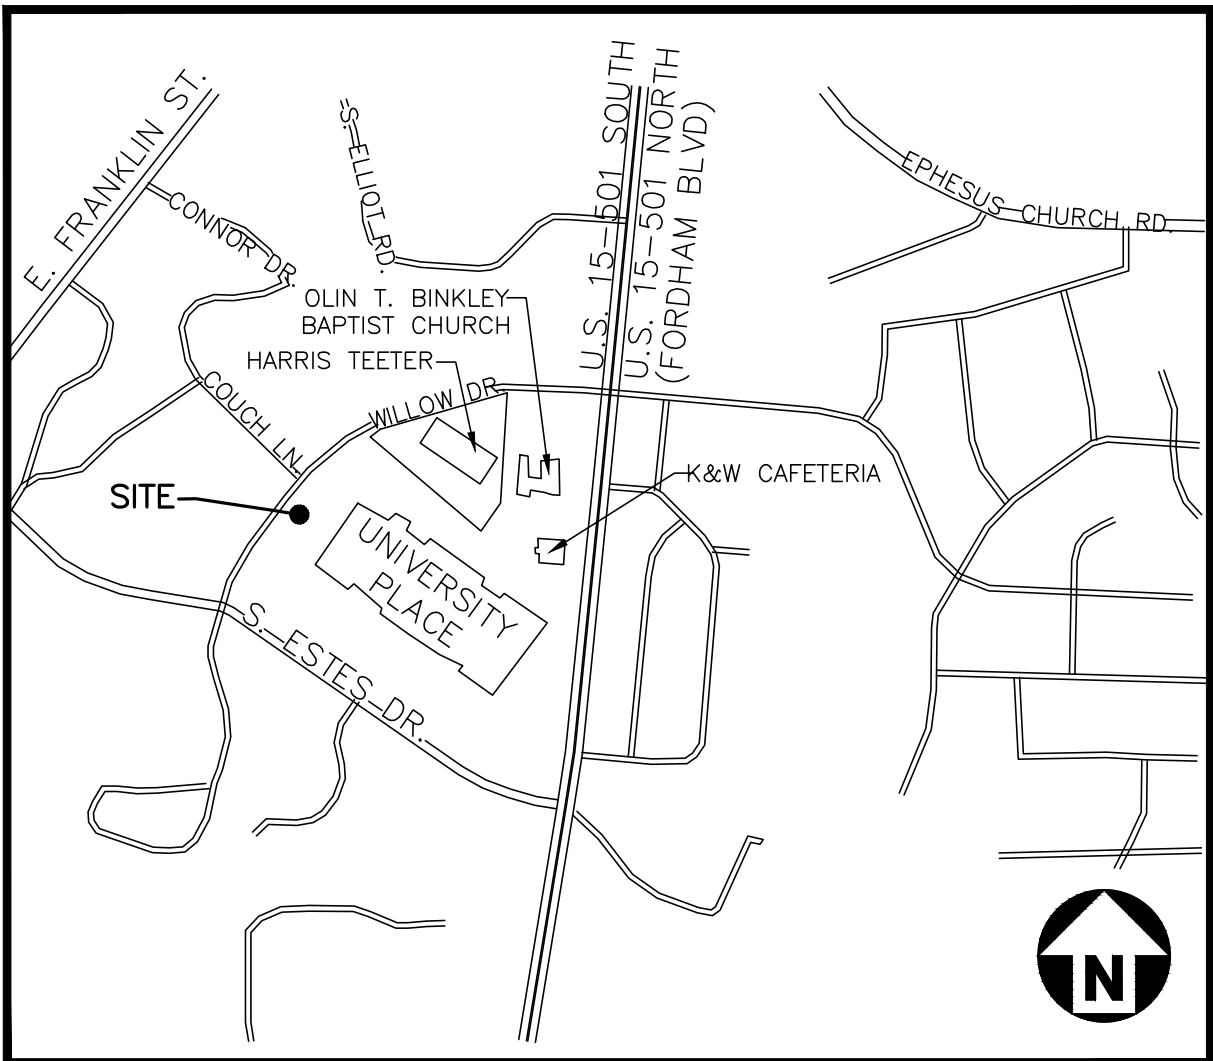 E. FRANKLIN ST.
S. ELLIOT RD.
U.S. 15-501 SOUTH
U.S. 15-501 NORTH
(FORDHAM BLVD)
EPHESUS CHURCH RD.
CONNOR DR.
OLIN T. BINKLEY
BAPTIST CHURCH
HARRIS TEETER
COUCH LN.
WILLOW DR.
K&W CAFETERIA
SITE
UNIVERSITY
PLACE
S. ESTES DR.
N